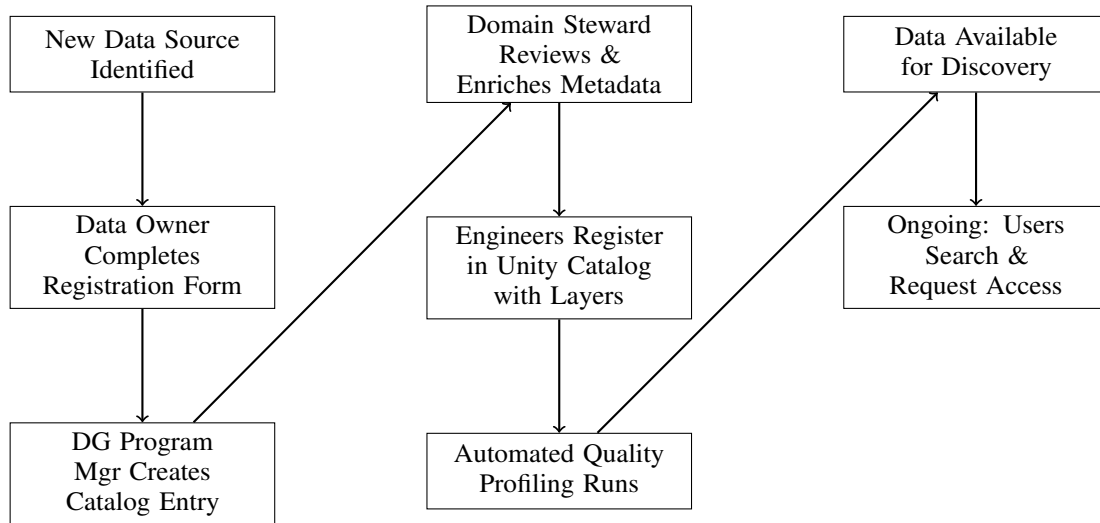 New Data Source
Identified
Data Owner
Completes
Registration Form
DG Program
Mgr Creates
Catalog Entry
Domain Steward
Reviews &
Enriches Metadata
Engineers Register
in Unity Catalog
with Layers
Automated Quality
Profiling Runs
Data Available
for Discovery
Ongoing: Users
Search &
Request Access